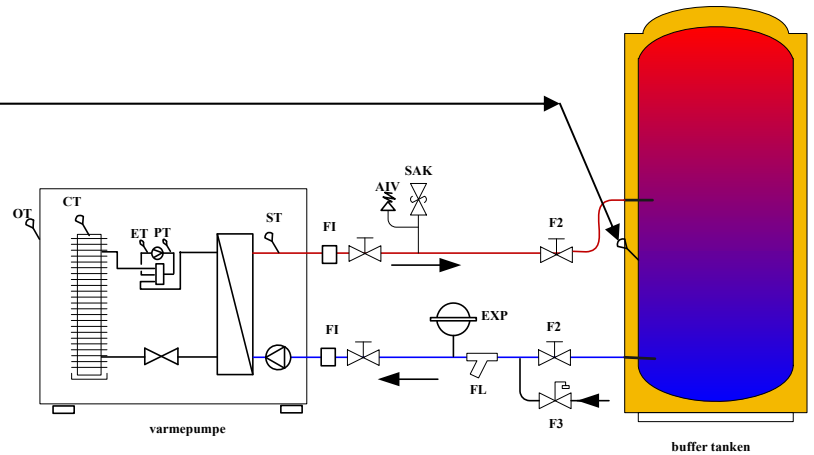 SAK
AIV
OT
CT
ET
PT
ST
FI
F2
FI
EXP
F2
FL
F3
varmepumpe
buffer tanken